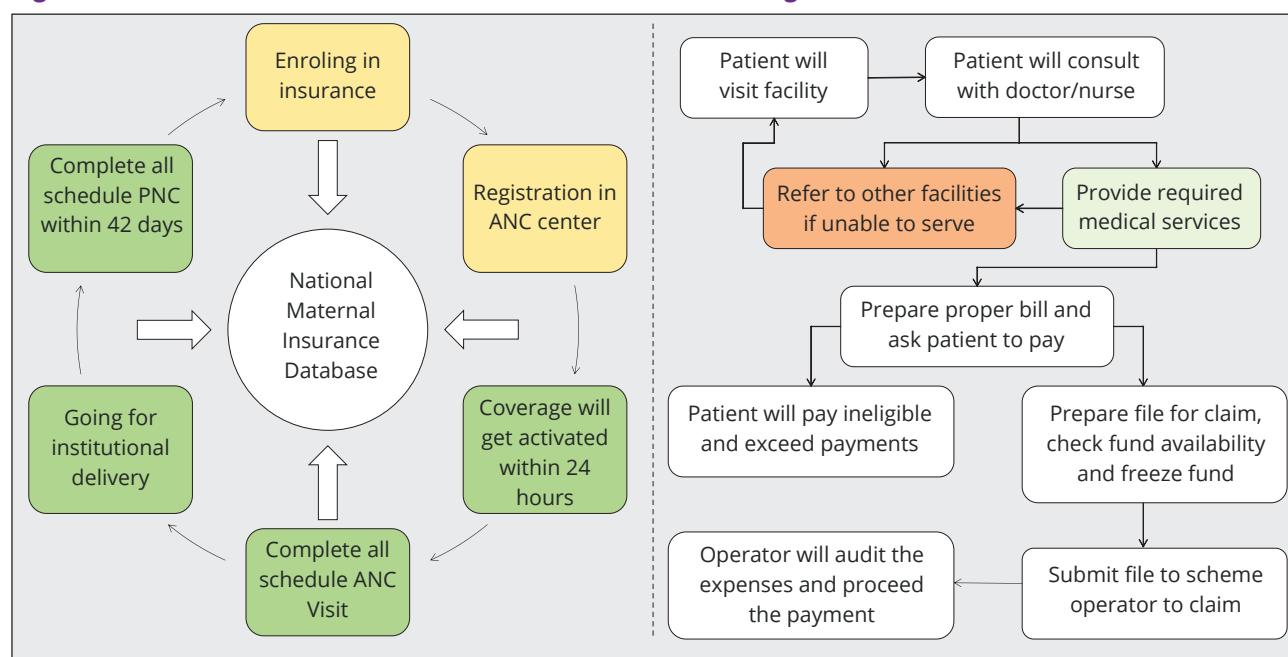 Enroling in
insurance
Registration in
ANC center
Coverage will
get activated
within 24
hours
Complete all
schedule ANC
Visit
Going for
institutional
delivery
Complete all
schedule PNC
within 42 days
National
Maternal
Insurance
Database
Patient will
visit facility
Patient will consult
with doctor/nurse
Refer to other facilities
if unable to serve
Provide required
medical services
Prepare proper bill and
ask patient to pay
Patient will pay ineligible
and exceed payments
Prepare file for claim,
check fund availability
and freeze fund
Submit file to scheme
operator to claim
Operator will audit the
expenses and proceed
the payment